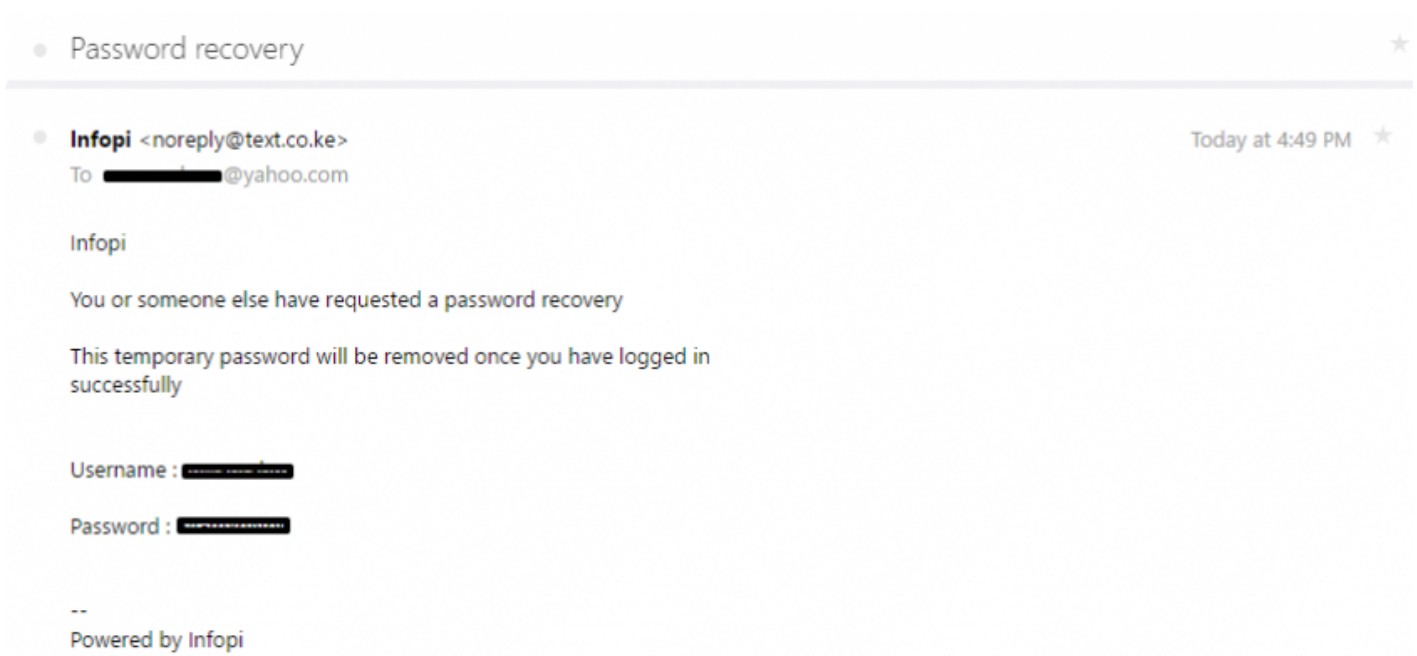 Password recovery
Infopi <noreply@text.co.ke>
Today at 4:49 PM
To @yahoo.com
Infopi
You or someone else have requested a password recovery
This temporary password will be removed once you have logged in
successfully
Username :
Password :
--
Powered by Infopi